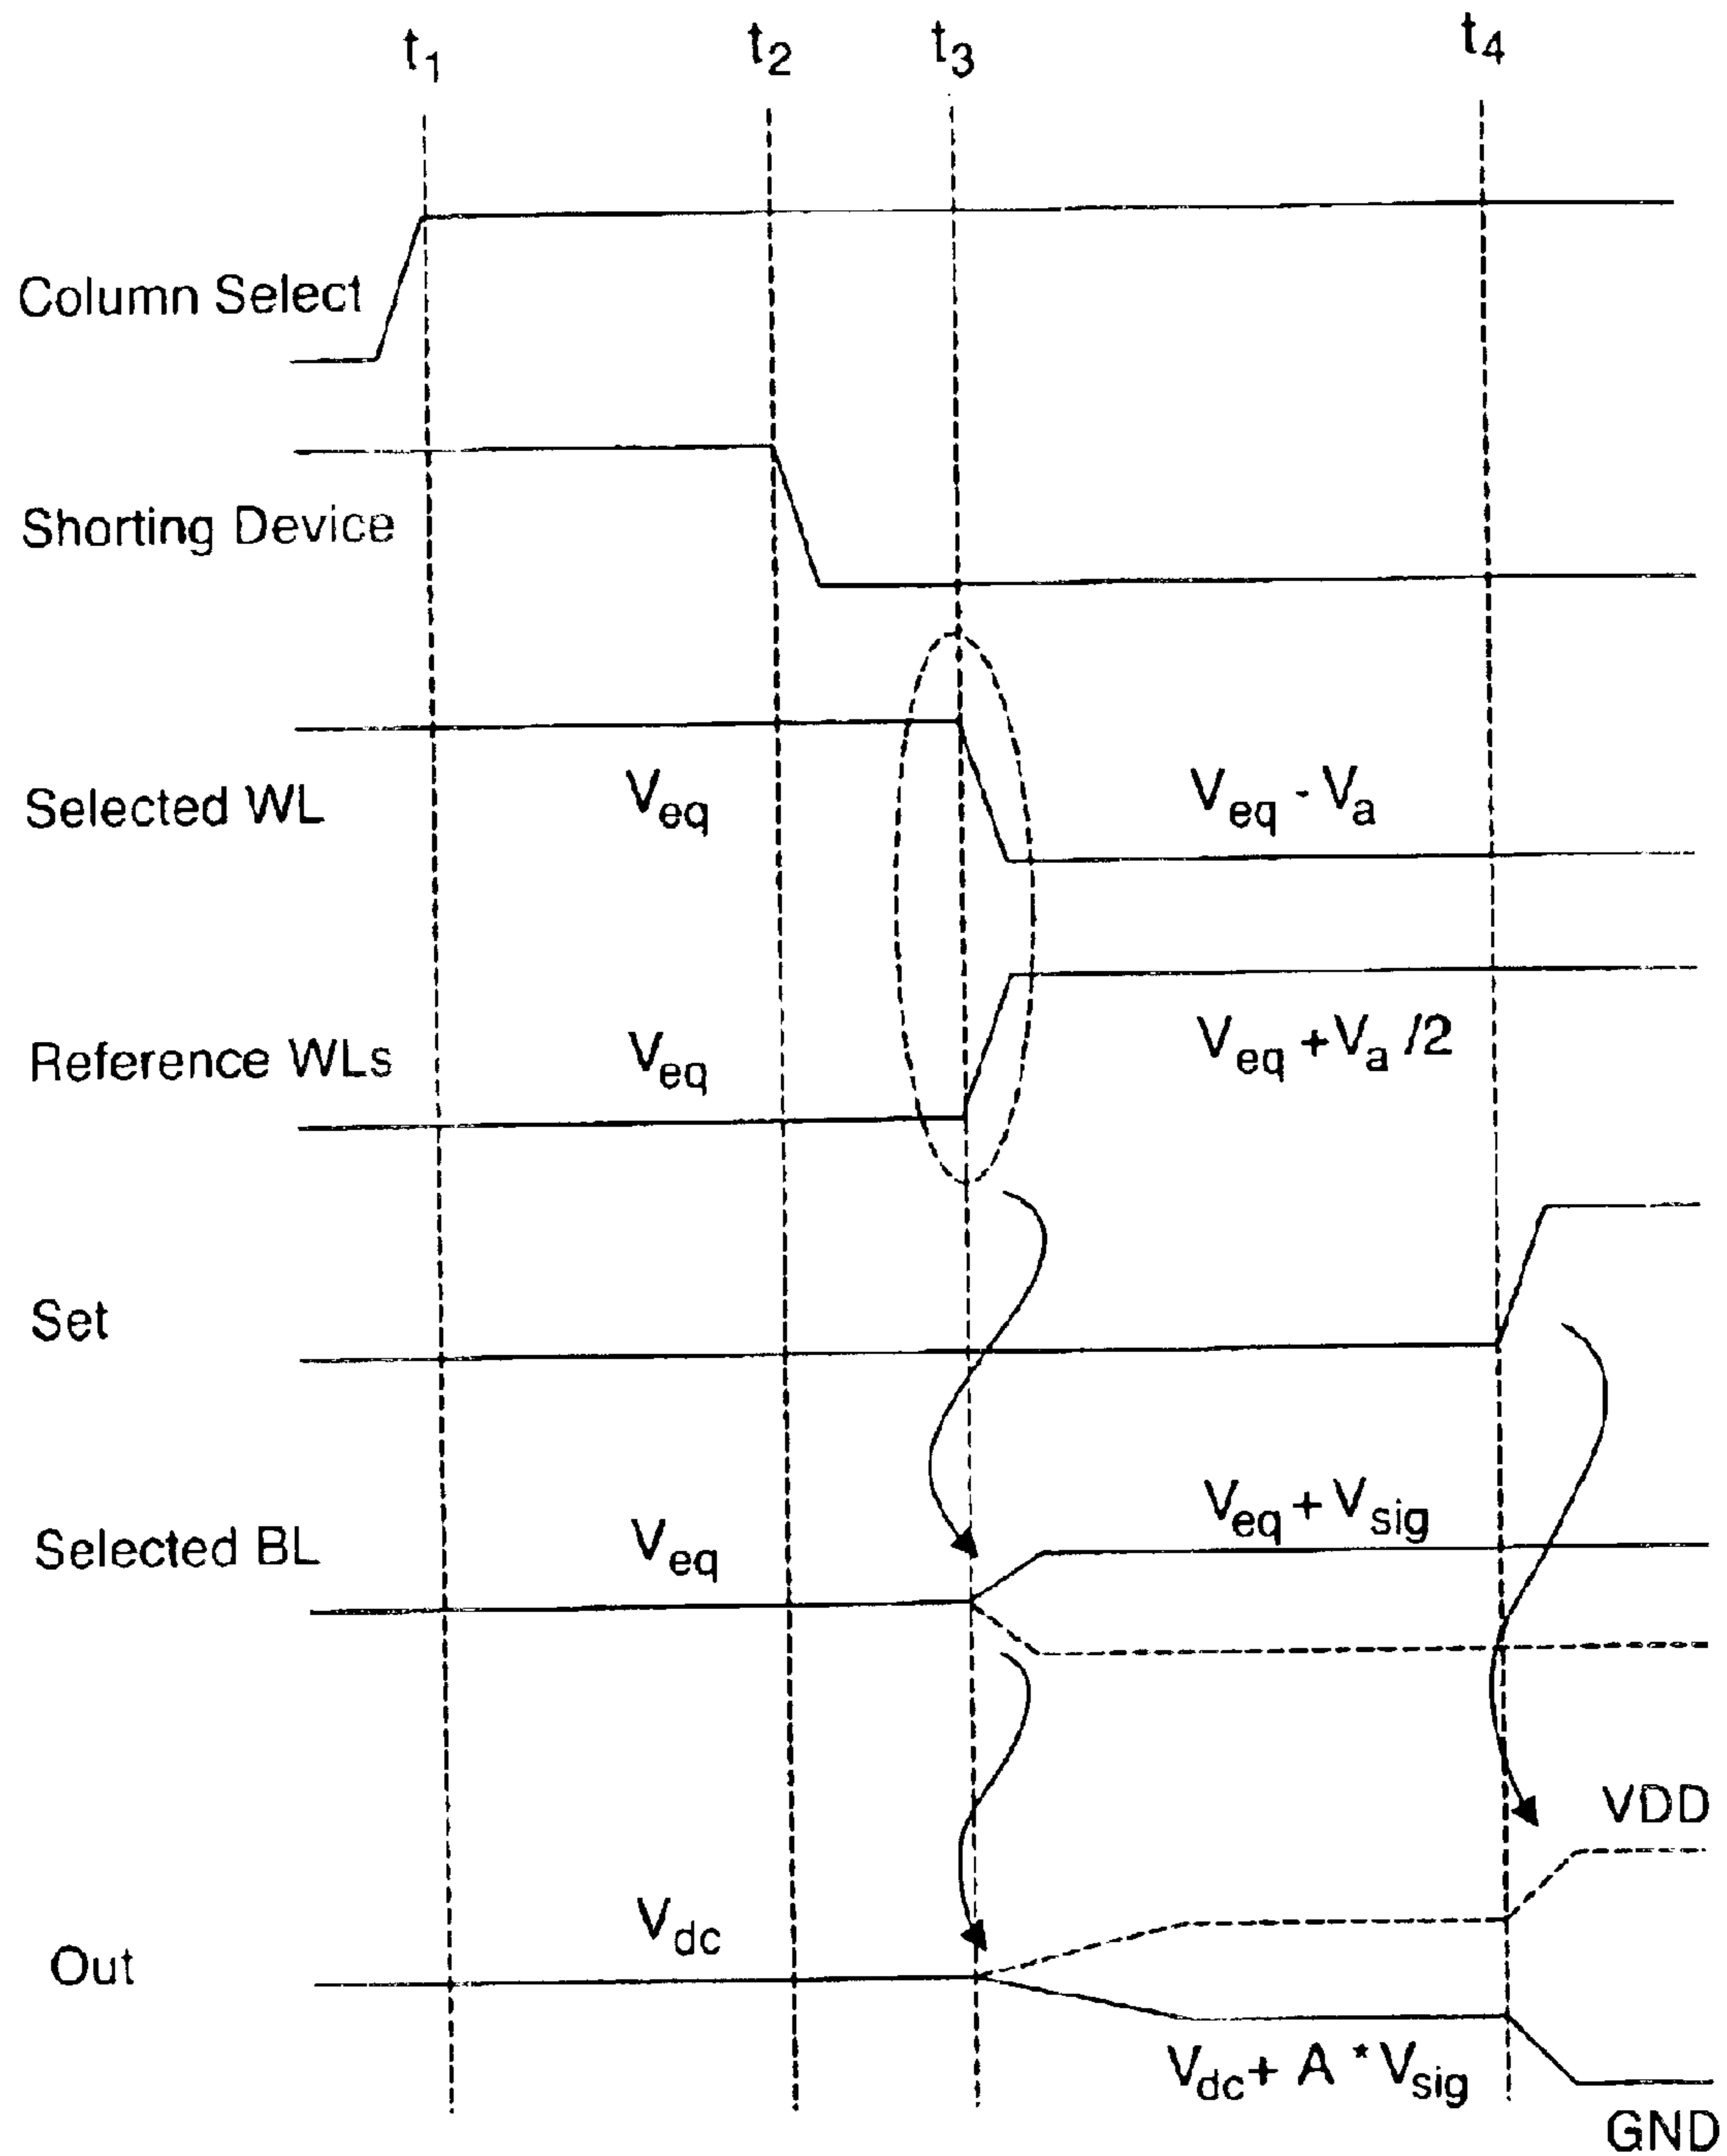 t1 t2 t3 t4
Column Select
Shorting Device
Selected WL Veq Veq - Va
Reference WLs Veq Veq + Va /2
Set
Selected BL Veq Veq + Vsig
VDD
Out Vdc
Vdc + A * Vsig
GND